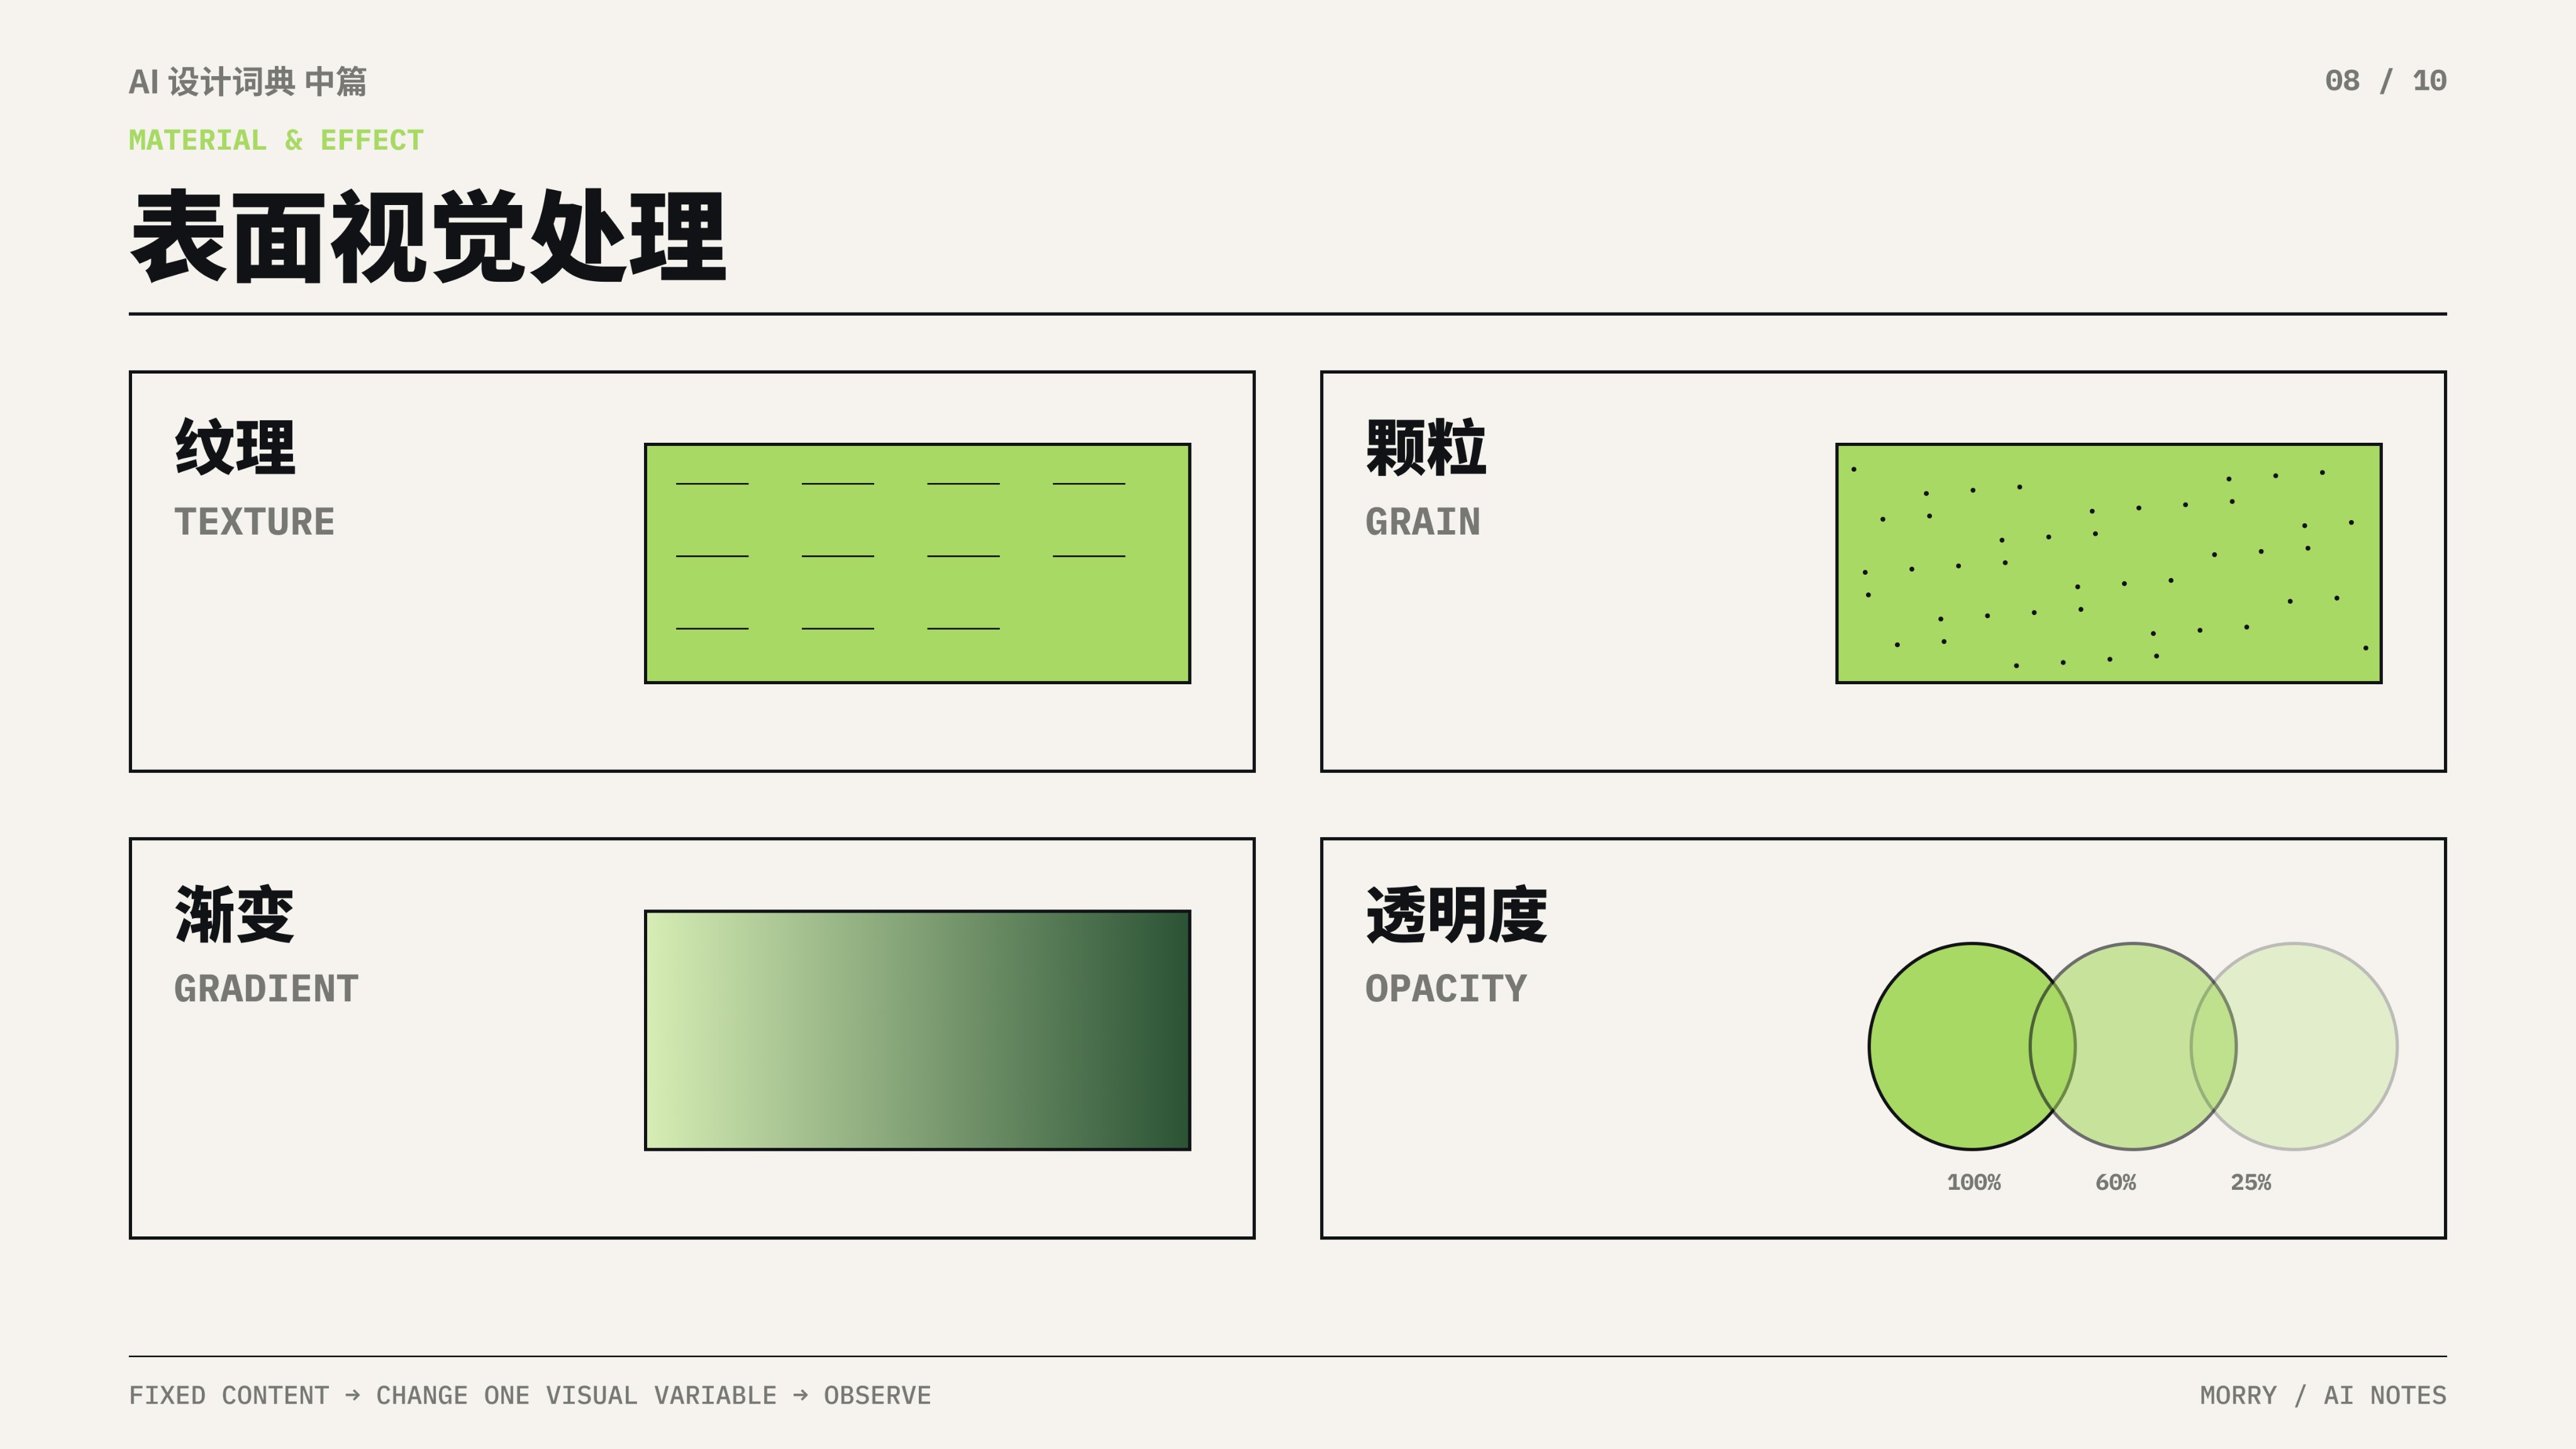 AI 设计词典 中篇
08 / 10
MATERIAL & EFFECT
表面视觉处理
纹理
TEXTURE
颗粒
GRAIN
渐变
GRADIENT
透明度
OPACITY
100% 60% 25%
FIXED CONTENT → CHANGE ONE VISUAL VARIABLE → OBSERVE
MORRY / AI NOTES